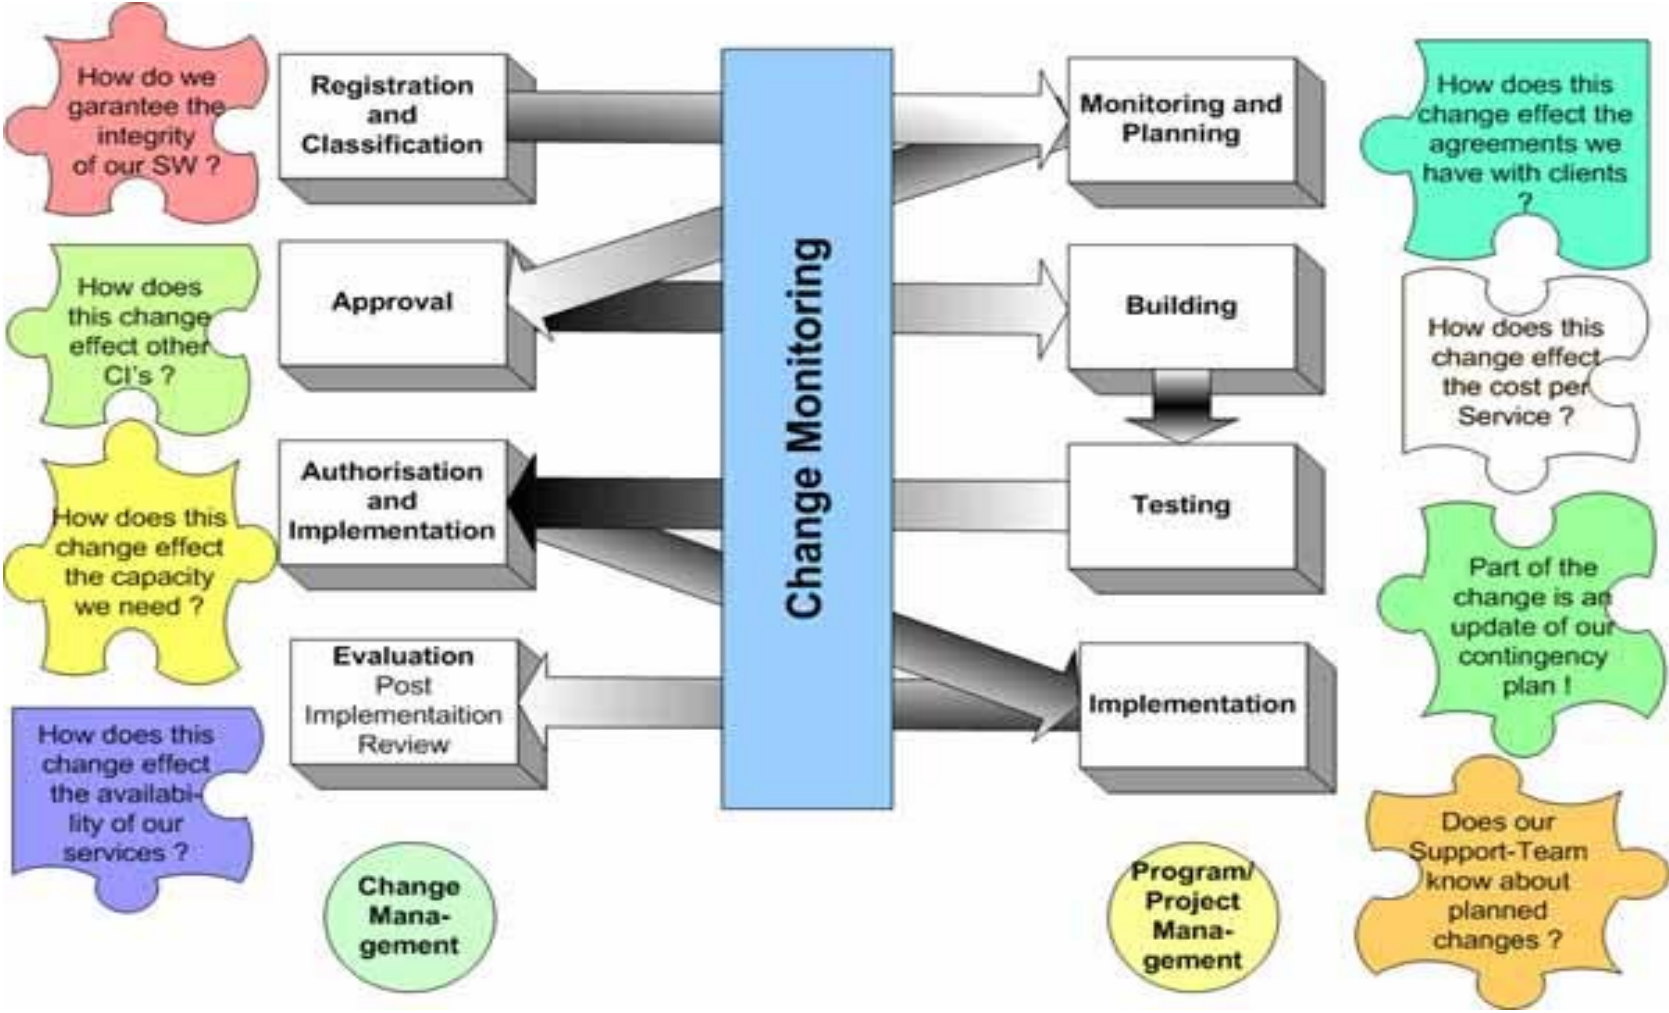 How do we
garantee the
integrity
of our SW ?
How does
this change
effect other
CI's ?
How does this
change effect
the capacity
we need ?
How does this
change effect
the availabi-
lity of our
services ?
Registration
and
Classification
Approval
Authorisation
and
Implementation
Evaluation
Post
Implementaition
Review
Change
Mana-
gement
Change Monitoring
Monitoring and
Planning
Building
Testing
Implementation
Program/
Project
Mana-
gement
How does this
change effect the
agreements we
have with clients
?
How does this
change effect
the cost per
Service ?
Part of the
change is an
update of our
contingency
plan !
Does our
Support-Team
know about
planned
changes ?